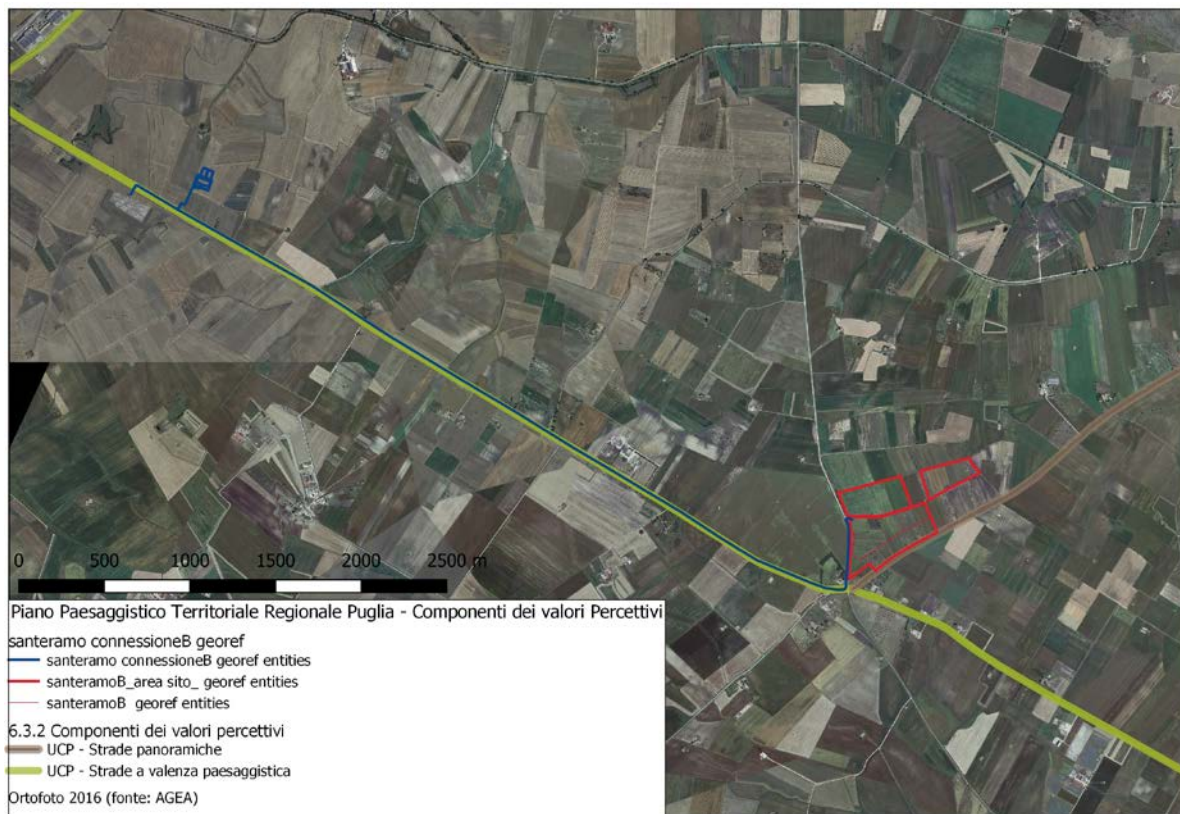 0 500 1000 1500 2000 2500 m
Piano Paesaggistico Territoriale Regionale Puglia - Componenti dei valori Percettivi
santeramo connessioneB georef
santeramo connessioneB georef entities
santeramoB_area sito_ georef entities
santeramoB georef entities
6.3.2 Componenti dei valori percettivi
UCP - Strade panoramiche
UCP - Strade a valenza paesaggistica
Ortofoto 2016 (fonte: AGEA)